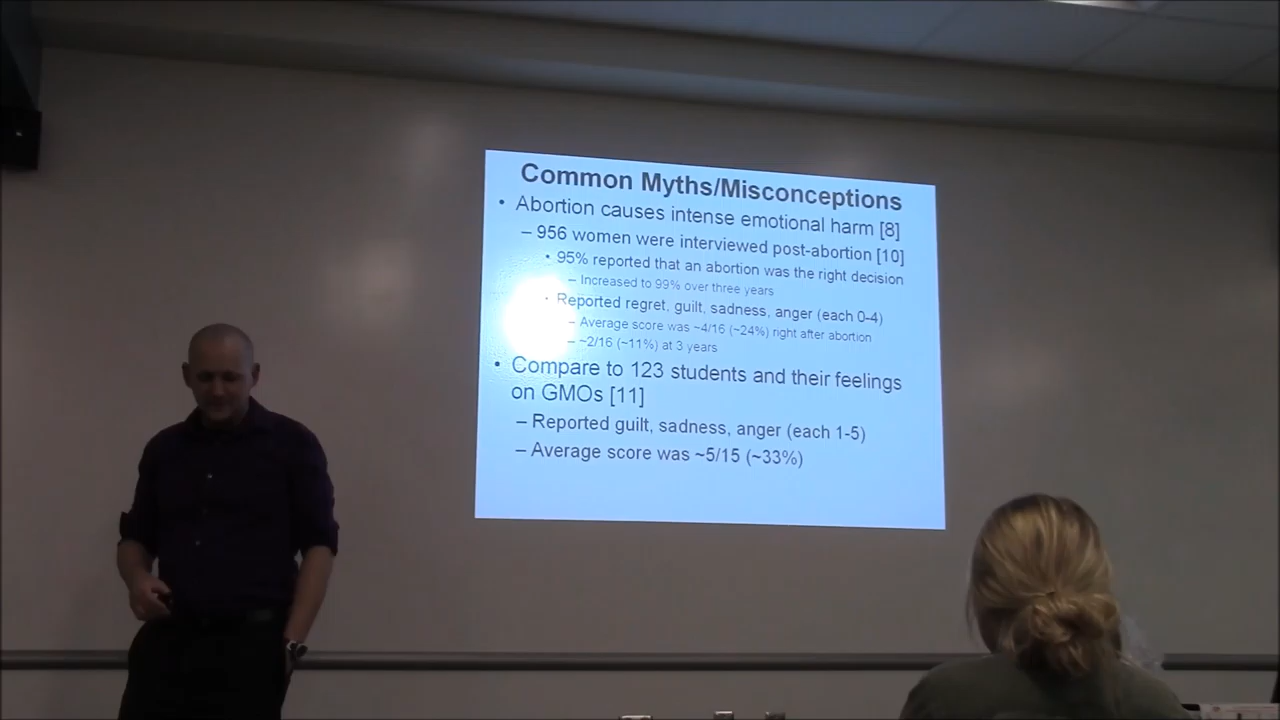 Common Myths/Misconceptions
• Abortion causes intense emotional harm [8]
– 956 women were interviewed post-abortion [10]
• 95% reported that an abortion was the right decision
– Increased to 99% over three years
• Reported regret, guilt, sadness, anger (each 0-4)
– Average score was ~4/16 (~24%) right after abortion
– ~2/16 (~11%) at 3 years
• Compare to 123 students and their feelings
on GMOs [11]
– Reported guilt, sadness, anger (each 1-5)
– Average score was ~5/15 (~33%)